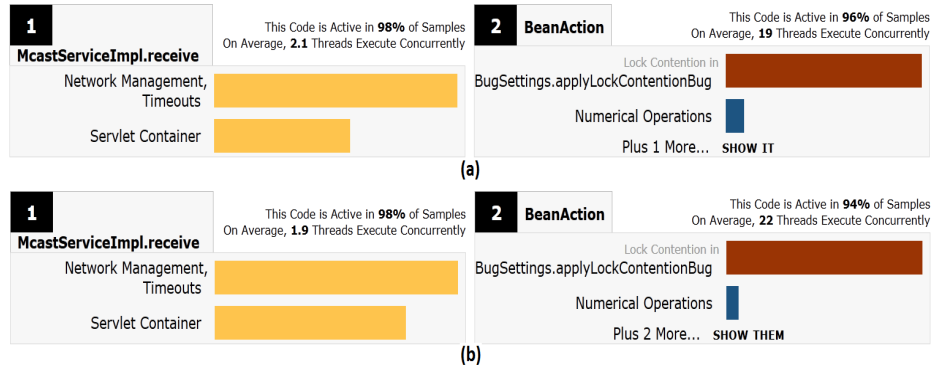 1
McastServiceImpl.receive
This Code is Active in 98% of Samples
On Average, 2.1 Threads Execute Concurrently
Network Management,
Timeouts
Servlet Container
2
BeanAction
This Code is Active in 96% of Samples
On Average, 19 Threads Execute Concurrently
Lock Contention in
BugSettings.applyLockContentionBug
Numerical Operations
Plus 1 More... SHOW IT
(a)
1
McastServiceImpl.receive
This Code is Active in 98% of Samples
On Average, 1.9 Threads Execute Concurrently
Network Management,
Timeouts
Servlet Container
2
BeanAction
This Code is Active in 94% of Samples
On Average, 22 Threads Execute Concurrently
Lock Contention in
BugSettings.applyLockContentionBug
Numerical Operations
Plus 2 More... SHOW THEM
(b)